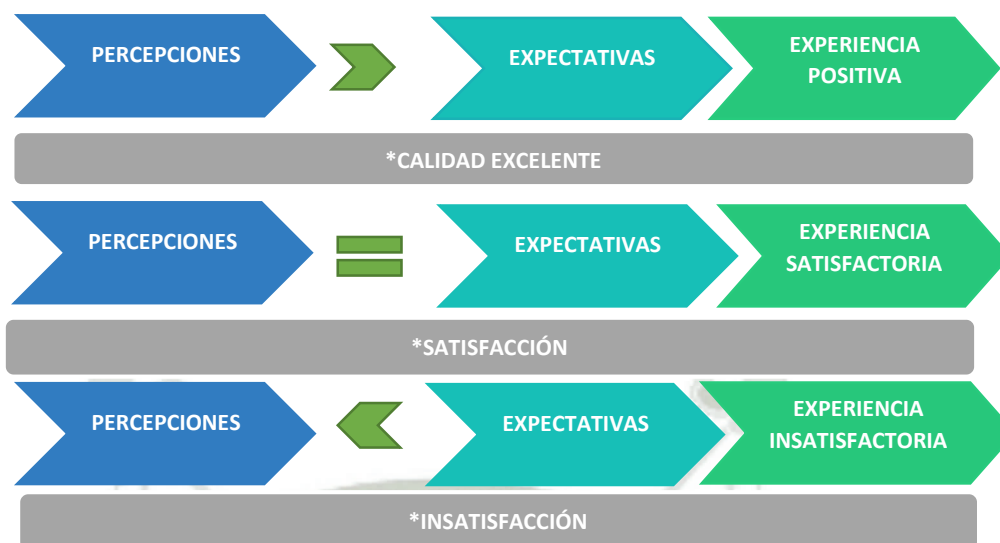 PERCEPCIONES
EXPECTATIVAS
EXPERIENCIA
POSITIVA
*CALIDAD EXCELENTE
PERCEPCIONES
EXPECTATIVAS
EXPERIENCIA
SATISFACTORIA
*SATISFACCIÓN
PERCEPCIONES
EXPECTATIVAS
EXPERIENCIA
INSATISFACTORIA
*INSATISFACCIÓN